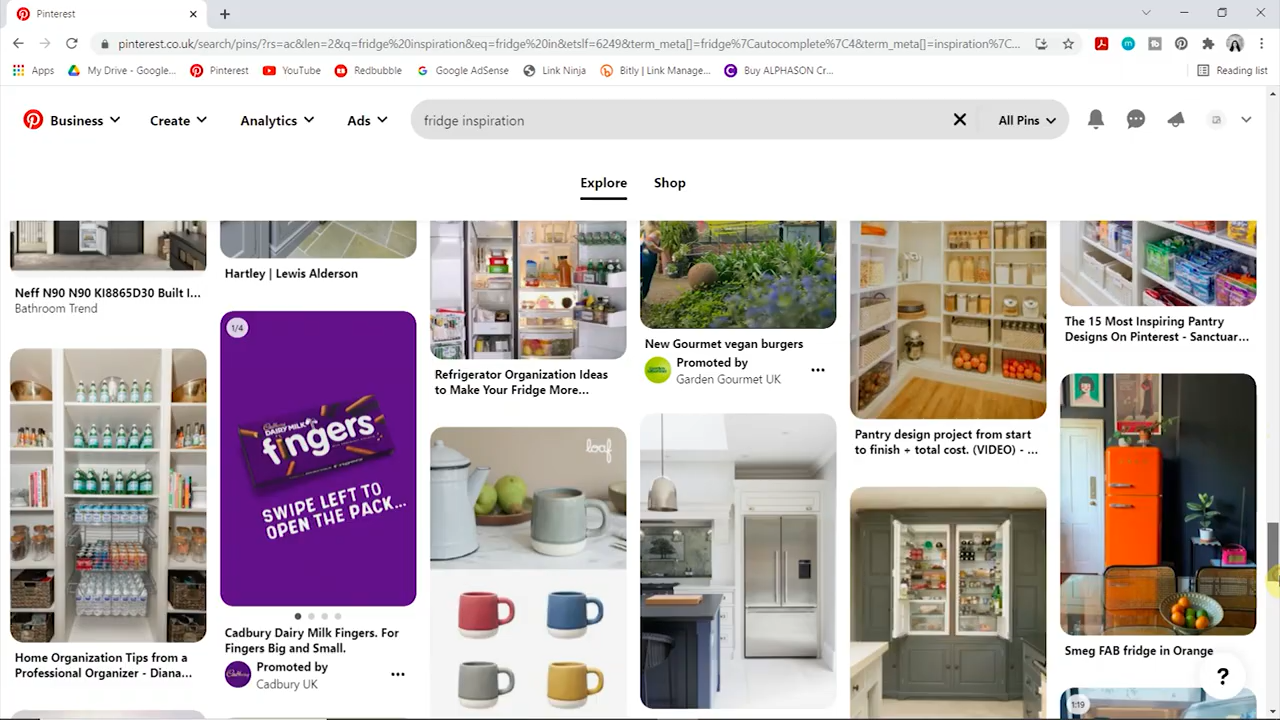 Pinterest
pinterest.co.uk/search/pins/?rs=ac&len=2&q=fridge%20inspiration&eq=fridge%20in&etslf=6249&term_meta[]=fridge%7Cautocomplete%7C4&term_meta[]=inspiration%7C...
Apps
My Drive - Google...
Pinterest
YouTube
Redbubble
Google AdSense
Link Ninja
Bitly | Link Manage...
Buy ALPHASON Cr...
Reading list
Business
Create
Analytics
Ads
fridge inspiration
All Pins
Explore
Shop
Neff N90 N90 KI8865D30 Built I...
Bathroom Trend
Home Organization Tips from a
Professional Organizer - Diana...
Hartley | Lewis Alderson
1/4
Cadbury
DAIRY MILK
fingers
SWIPE LEFT TO
OPEN THE PACK...
Cadbury Dairy Milk Fingers. For
Fingers Big and Small.
Promoted by
Cadbury UK
Refrigerator Organization Ideas
to Make Your Fridge More...
loaf
New Gourmet vegan burgers
Promoted by
Garden Gourmet UK
Pantry design project from start
to finish + total cost. (VIDEO) - ...
The 15 Most Inspiring Pantry
Designs On Pinterest - Sanctuar...
Smeg FAB fridge in Orange
1:19
?